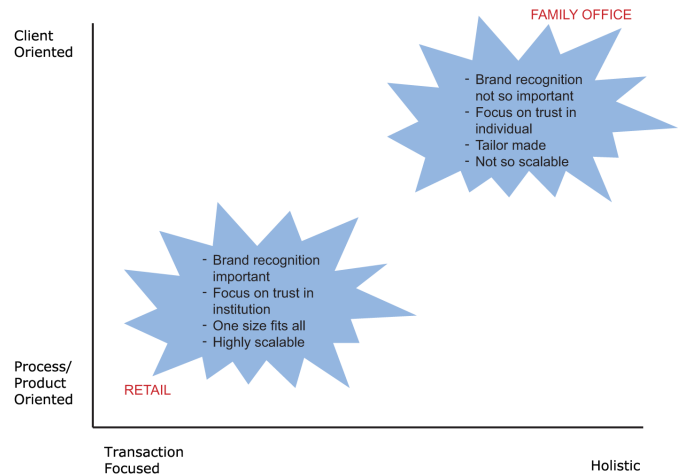 FAMILY OFFICE
Client
Oriented
- Brand recognition
not so important
- Focus on trust in
individual
- Tailor made
- Not so scalable
- Brand recognition
important
- Focus on trust in
institution
- One size fits all
- Highly scalable
Process/
Product
Oriented
RETAIL
Transaction
Focused
Holistic